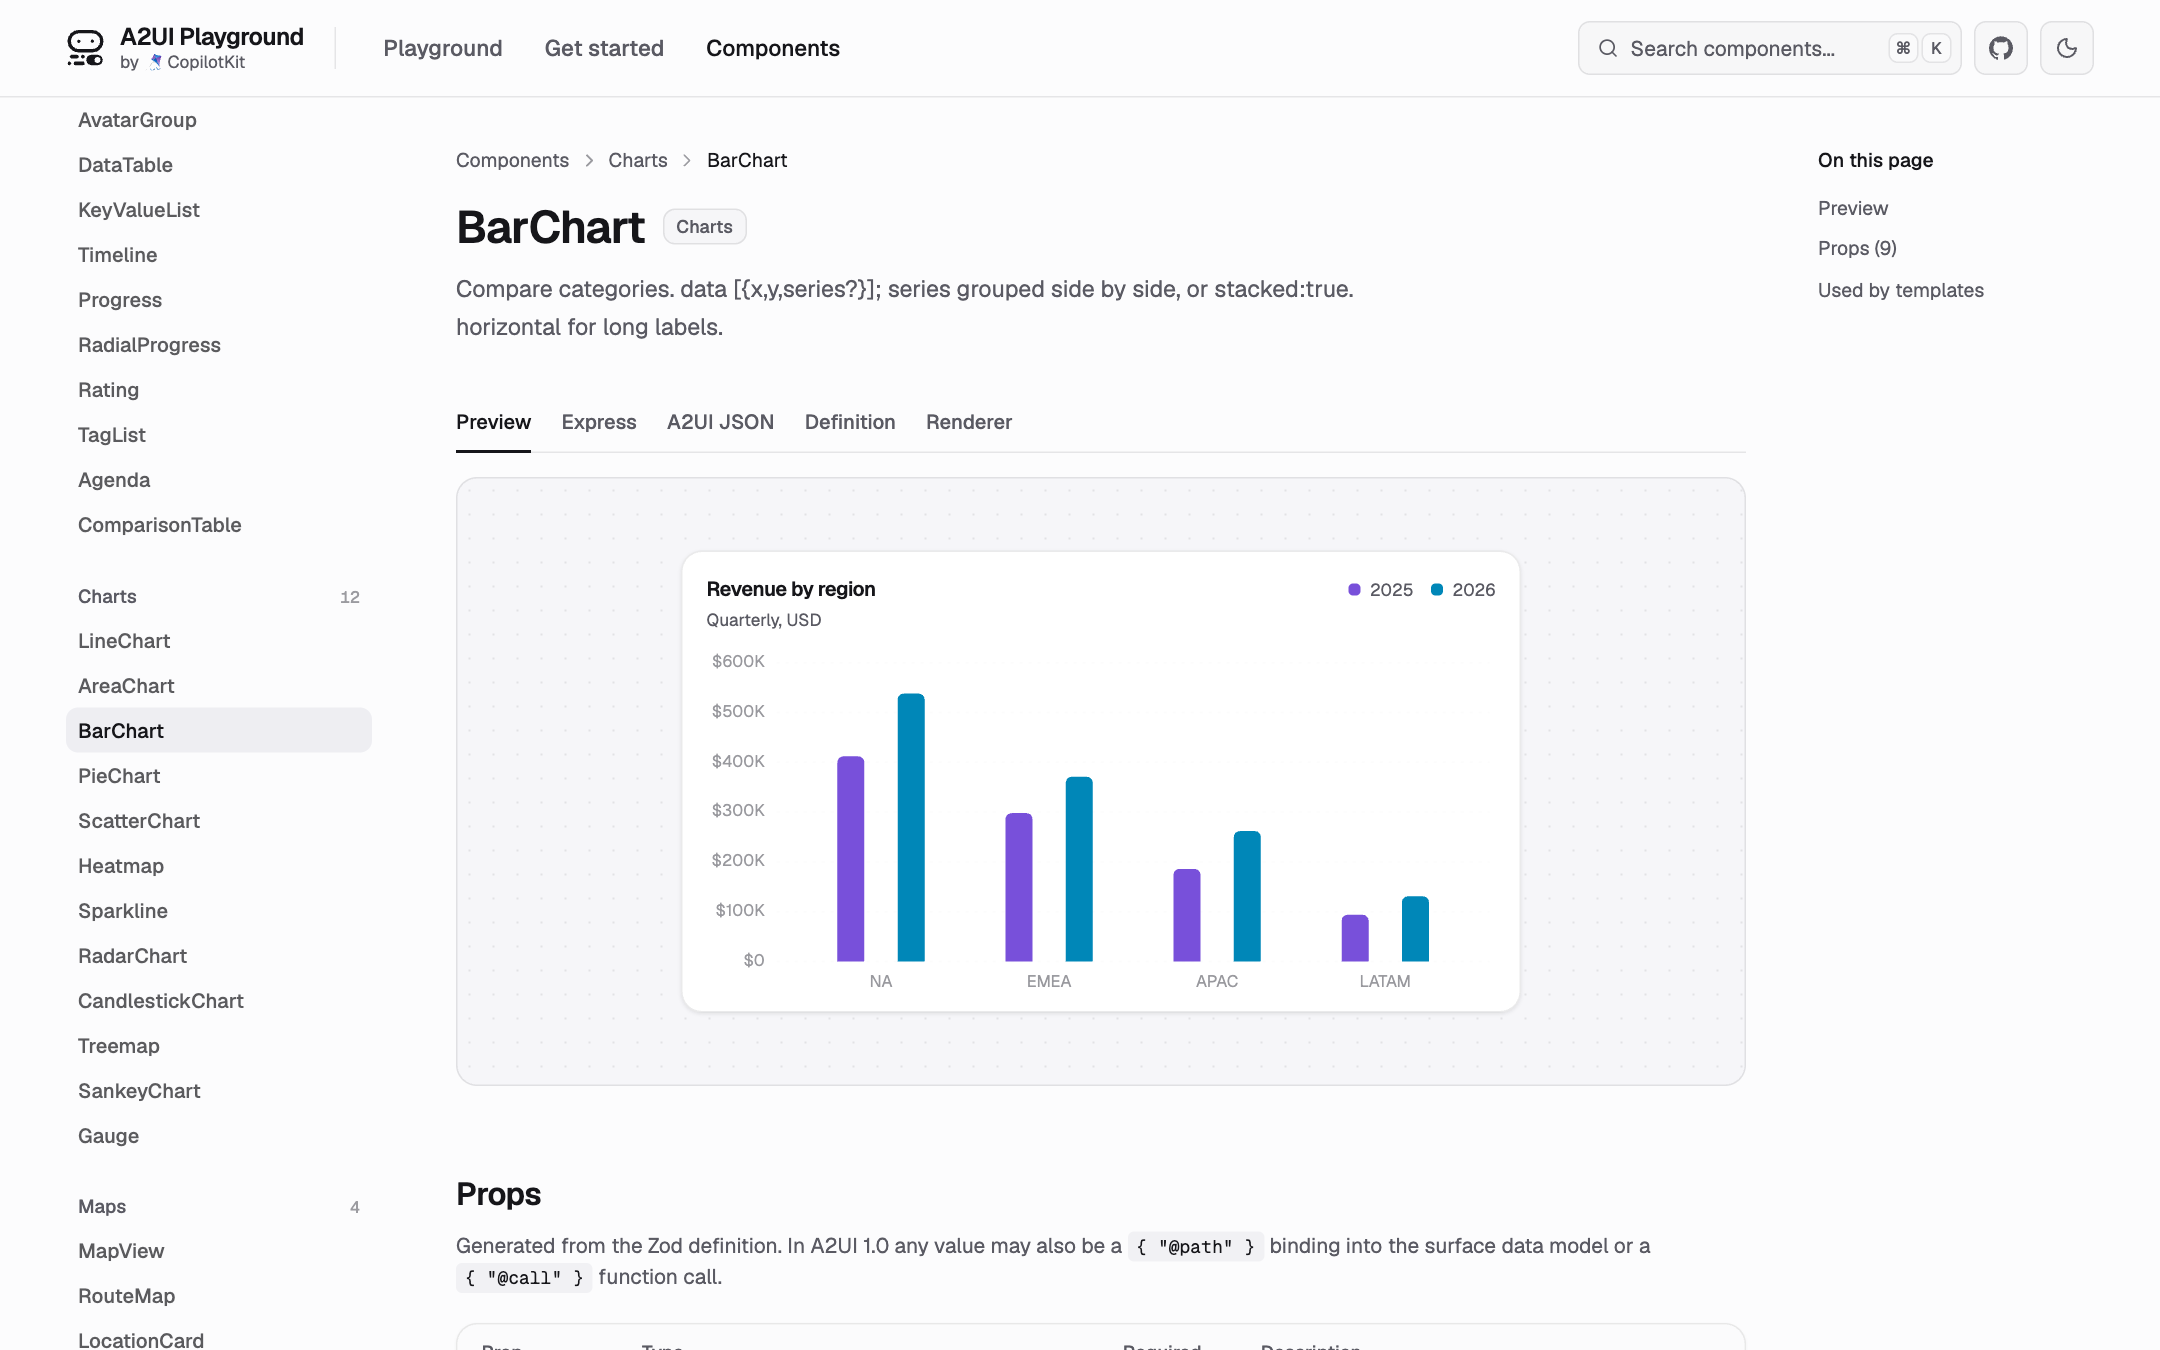 A2UI Playground
by CopilotKit
Playground
Get started
Components
Search components...
⌘ K
AvatarGroup
DataTable
KeyValueList
Timeline
Progress
RadialProgress
Rating
TagList
Agenda
ComparisonTable
Charts 12
LineChart
AreaChart
BarChart
PieChart
ScatterChart
Heatmap
Sparkline
RadarChart
CandlestickChart
Treemap
SankeyChart
Gauge
Maps 4
MapView
RouteMap
LocationCard
Components > Charts > BarChart
BarChart Charts
Compare categories. data [{x,y,series?}]; series grouped side by side, or stacked:true.
horizontal for long labels.
Preview Express A2UI JSON Definition Renderer
Revenue by region
Quarterly, USD
2025 2026
$600K
$500K
$400K
$300K
$200K
$100K
$0
NA EMEA APAC LATAM
Props
Generated from the Zod definition. In A2UI 1.0 any value may also be a { "@path" } binding into the surface data model or a
{ "@call" } function call.
Prop Type Required Description
On this page
Preview
Props (9)
Used by templates